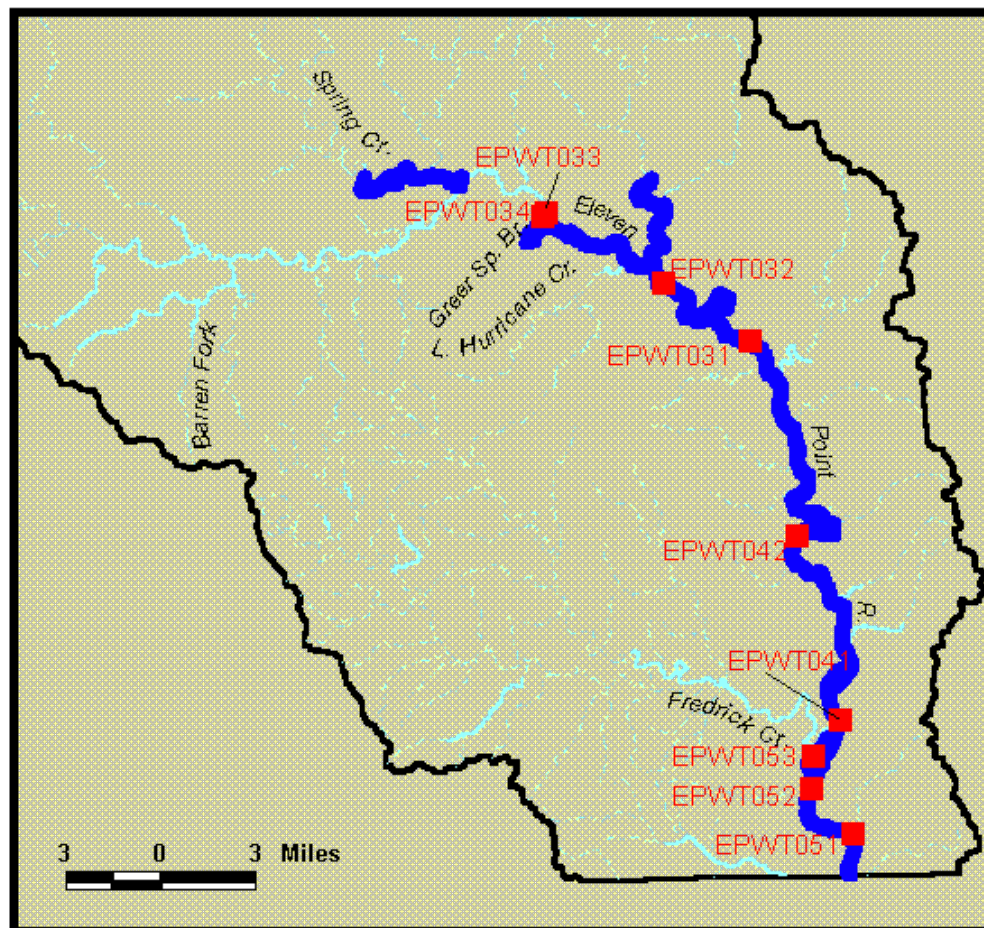 Spring Cr.
EPWT033
EPWT034
Eleven
Greer Sp. Br.
L. Hurricane Cr.
EPWT032
EPWT031
Barren Fork
Point
EPWT042
R.
EPWT041
Fredrick Cr.
EPWT053
EPWT052
EPWT051
3 0 3 Miles